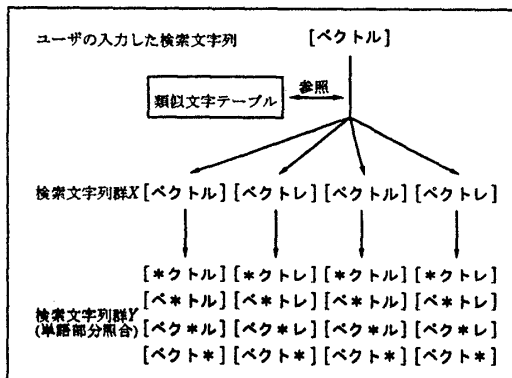 ユーザの入力した検索文字列 [ベクトル]
参照
類似文字テーブル
検索文字列群X [ベクトル] [ベクトレ] [ペクトル] [ペクトレ]
[*クトル] [*クトレ] [*クトル] [*クトレ]
[ベ*トル] [ベ*トレ] [ペ*トル] [ペ*トレ]
検索文字列群Y
(単語部分照合)
[ベク*ル] [ベク*レ] [ペク*ル] [ペク*レ]
[ベクト*] [ベクト*] [ペクト*] [ペクト*]